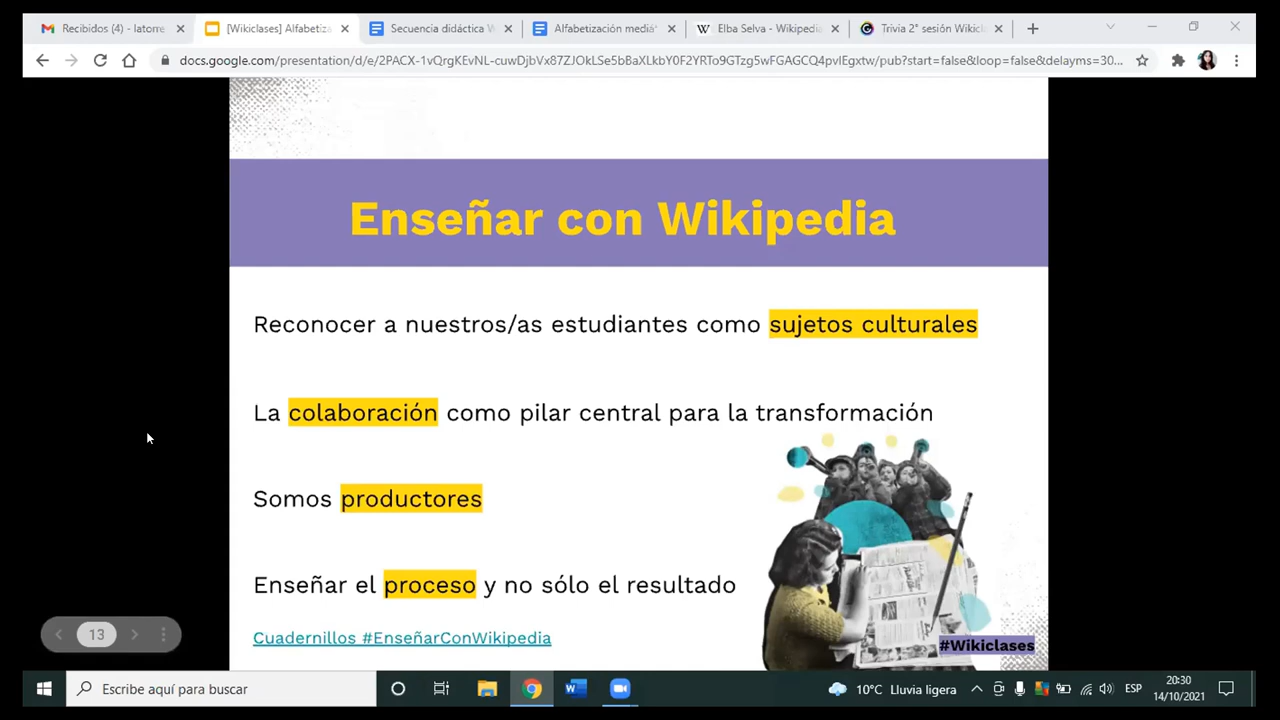 Recibidos (4) - latorre
[Wikiclases] Alfabetiza
Secuencia didáctica W
Alfabetización mediá
Elba Selva - Wikipedia
Trivia 2° sesión Wikicl
docs.google.com/presentation/d/e/2PACX-1vQrgKEvNL-cuwDjbVx87ZJOkLSe5bBaXLkbY0F2YRTo9GTzg5wFGAGCQ4pvIEgxtw/pub?start=false&loop=false&delayms=30...
Enseñar con Wikipedia
Reconocer a nuestros/as estudiantes como sujetos culturales
La colaboración como pilar central para la transformación
Somos productores
Enseñar el proceso y no sólo el resultado
Cuadernillos #EnseñarConWikipedia
#Wikiclases
13
Escribe aquí para buscar
10°C Lluvia ligera
ESP
20:30
14/10/2021